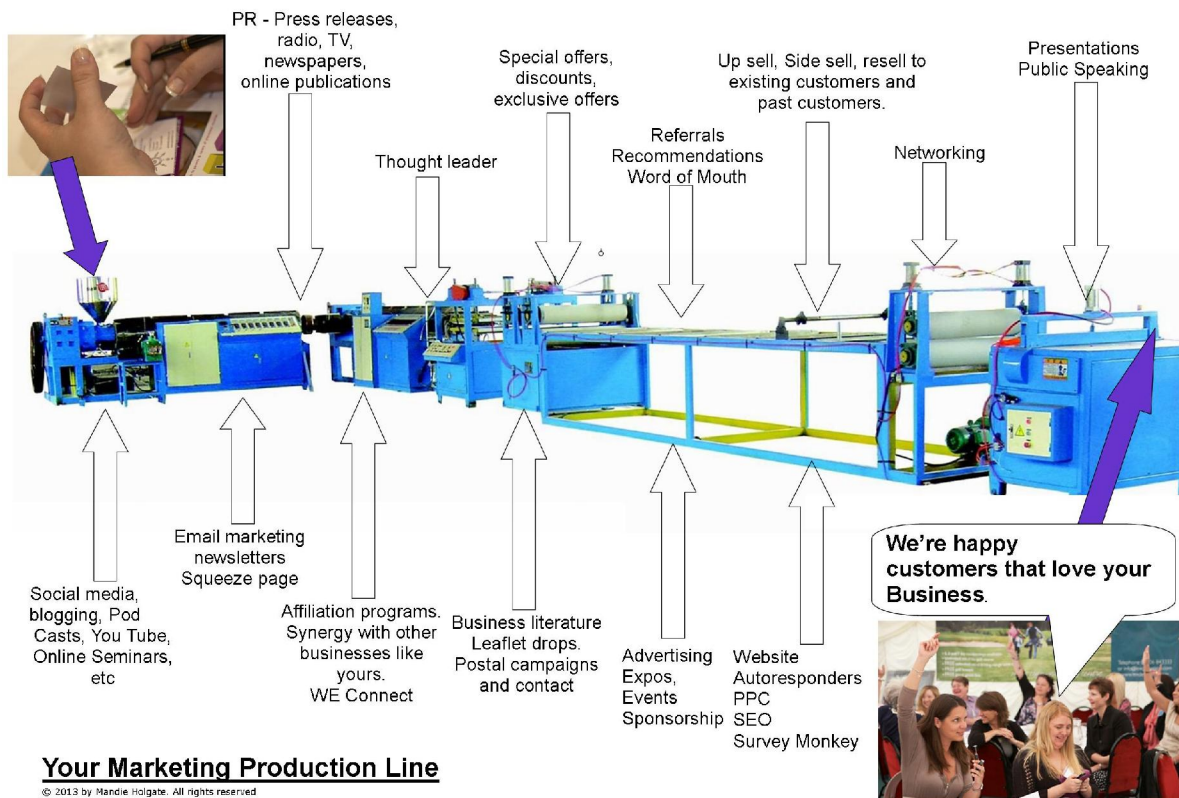 PR - Press releases,
radio, TV,
newspapers,
online publications
Special offers,
discounts,
exclusive offers
Up sell, Side sell, resell to
existing customers and
past customers.
Presentations
Public Speaking
Thought leader
Referrals
Recommendations
Word of Mouth
Networking
Social media,
blogging, Pod
Casts, You Tube,
Online Seminars,
etc
Email marketing
newsletters
Squeeze page
Affiliation programs.
Synergy with other
businesses like
yours.
WE Connect
Business literature
Leaflet drops.
Postal campaigns
and contact
Advertising
Expos,
Events
Sponsorship
Website
Autoresponders
PPC
SEO
Survey Monkey
We're happy
customers that love your
Business.
Your Marketing Production Line
© 2013 by Mandie Holgate. All rights reserved